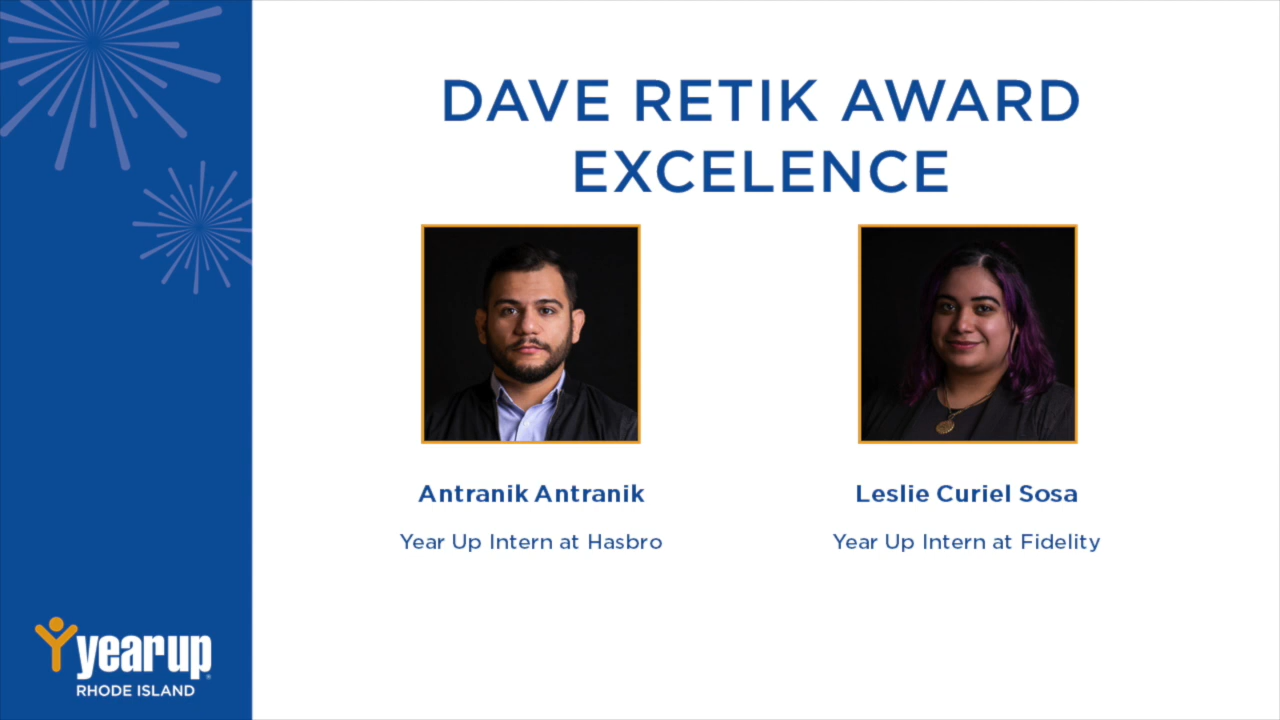 DAVE RETIK AWARD
EXCELENCE
Antranik Antranik
Year Up Intern at Hasbro
Leslie Curiel Sosa
Year Up Intern at Fidelity
yearup
RHODE ISLAND